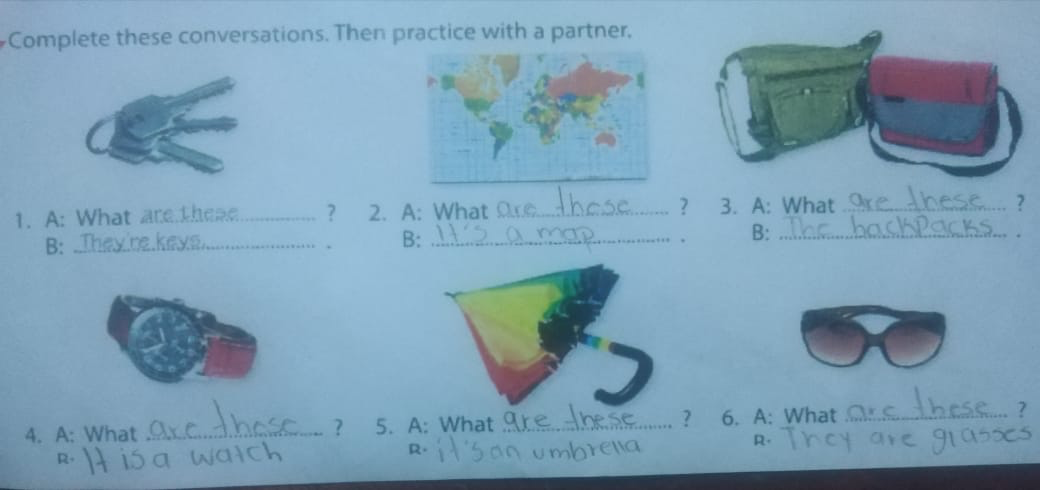 Complete these conversations. Then practice with a partner.
1. A: What are these ?
B: They're keys. .
2. A: What are these ?
B: It's a map .
3. A: What are these ?
B: The backpacks .
4. A: What are these ?
B: It is a watch
5. A: What are these ?
B: it's an umbrella
6. A: What are these ?
B: They are glasses